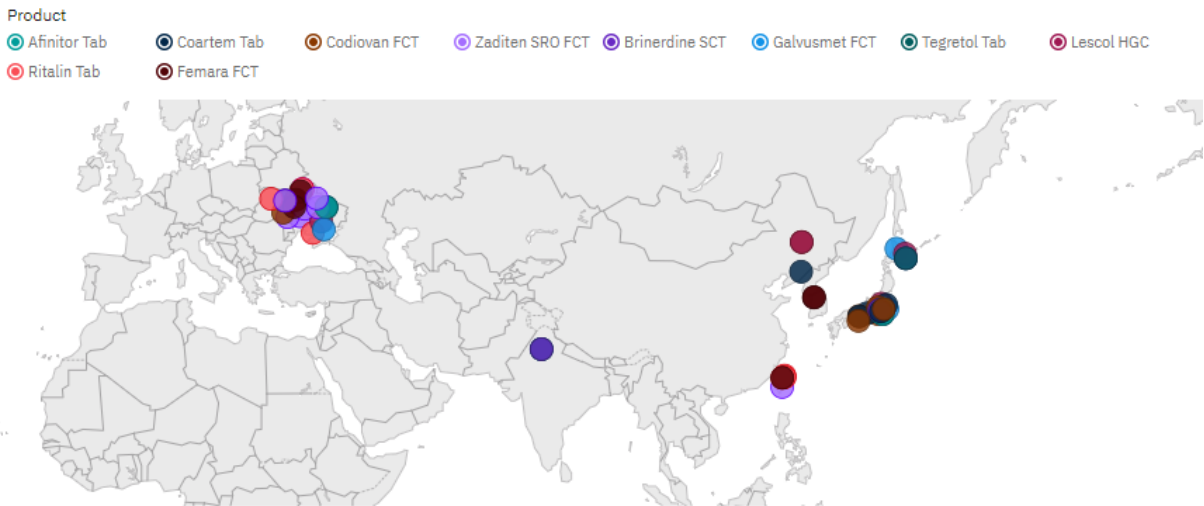 Product
Afinitor Tab Coartem Tab Codiovan FCT Zaditen SRO FCT Brinerdine SCT Galvusmet FCT Tegretol Tab Lescol HGC
Ritalin Tab Femara FCT